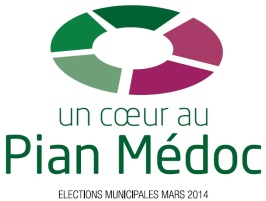 un cœur au
Pian Médoc
ELECTIONS MUNICIPALES MARS 2014